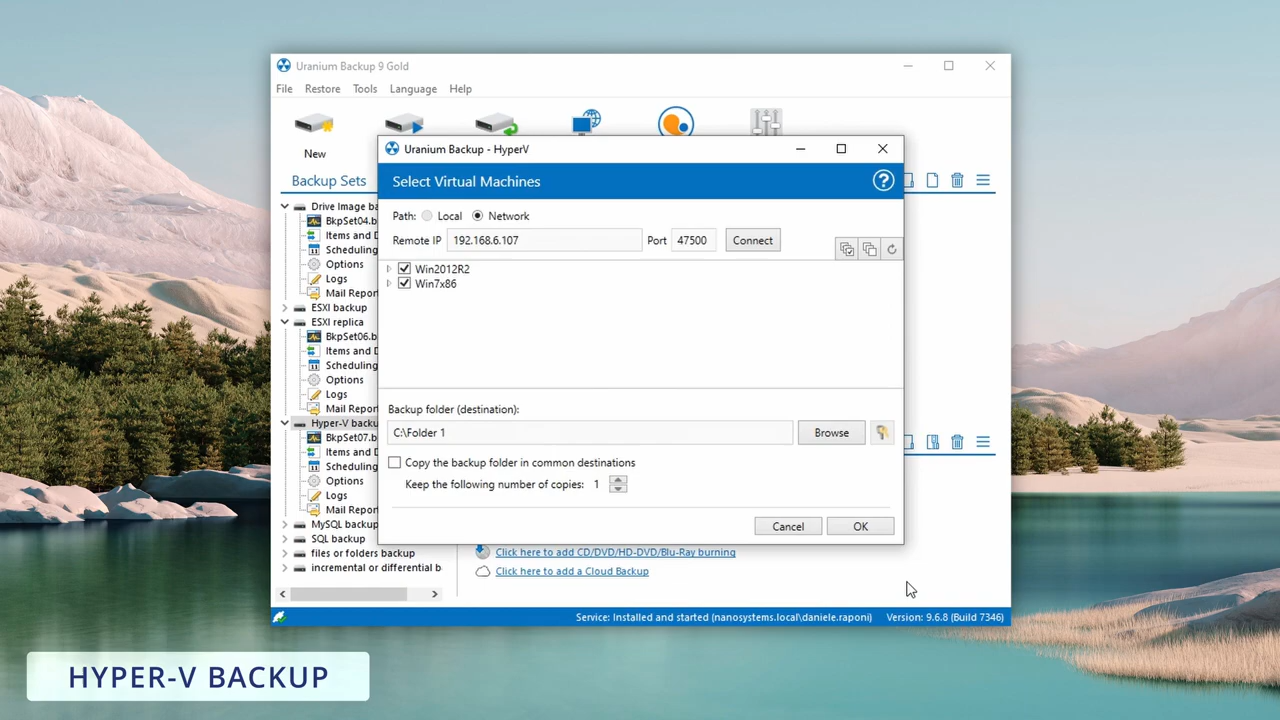 Uranium Backup 9 Gold
File Restore Tools Language Help
New
Backup Sets
Drive Image ba
BkpSet04.b
Items and D
Scheduling
Options
Logs
Mail Report
ESXI backup
ESXI replica
BkpSet06.b
Items and D
Scheduling
Options
Logs
Mail Report
Hyper-V backu
BkpSet07.b
Items and D
Scheduling
Options
Logs
Mail Report
MySQL backup
SQL backup
files or folders backup
incremental or differential b
Uranium Backup - HyperV
Select Virtual Machines
?
Path: Local Network
Remote IP 192.168.6.107 Port 47500 Connect
Win2012R2
Win7x86
Backup folder (destination):
C:\Folder 1 Browse
Copy the backup folder in common destinations
Keep the following number of copies: 1
Cancel OK
Click here to add CD/DVD/HD-DVD/Blu-Ray burning
Click here to add a Cloud Backup
Service: Installed and started (nanosystems.local\daniele.raponi) Version: 9.6.8 (Build 7346)
HYPER-V BACKUP